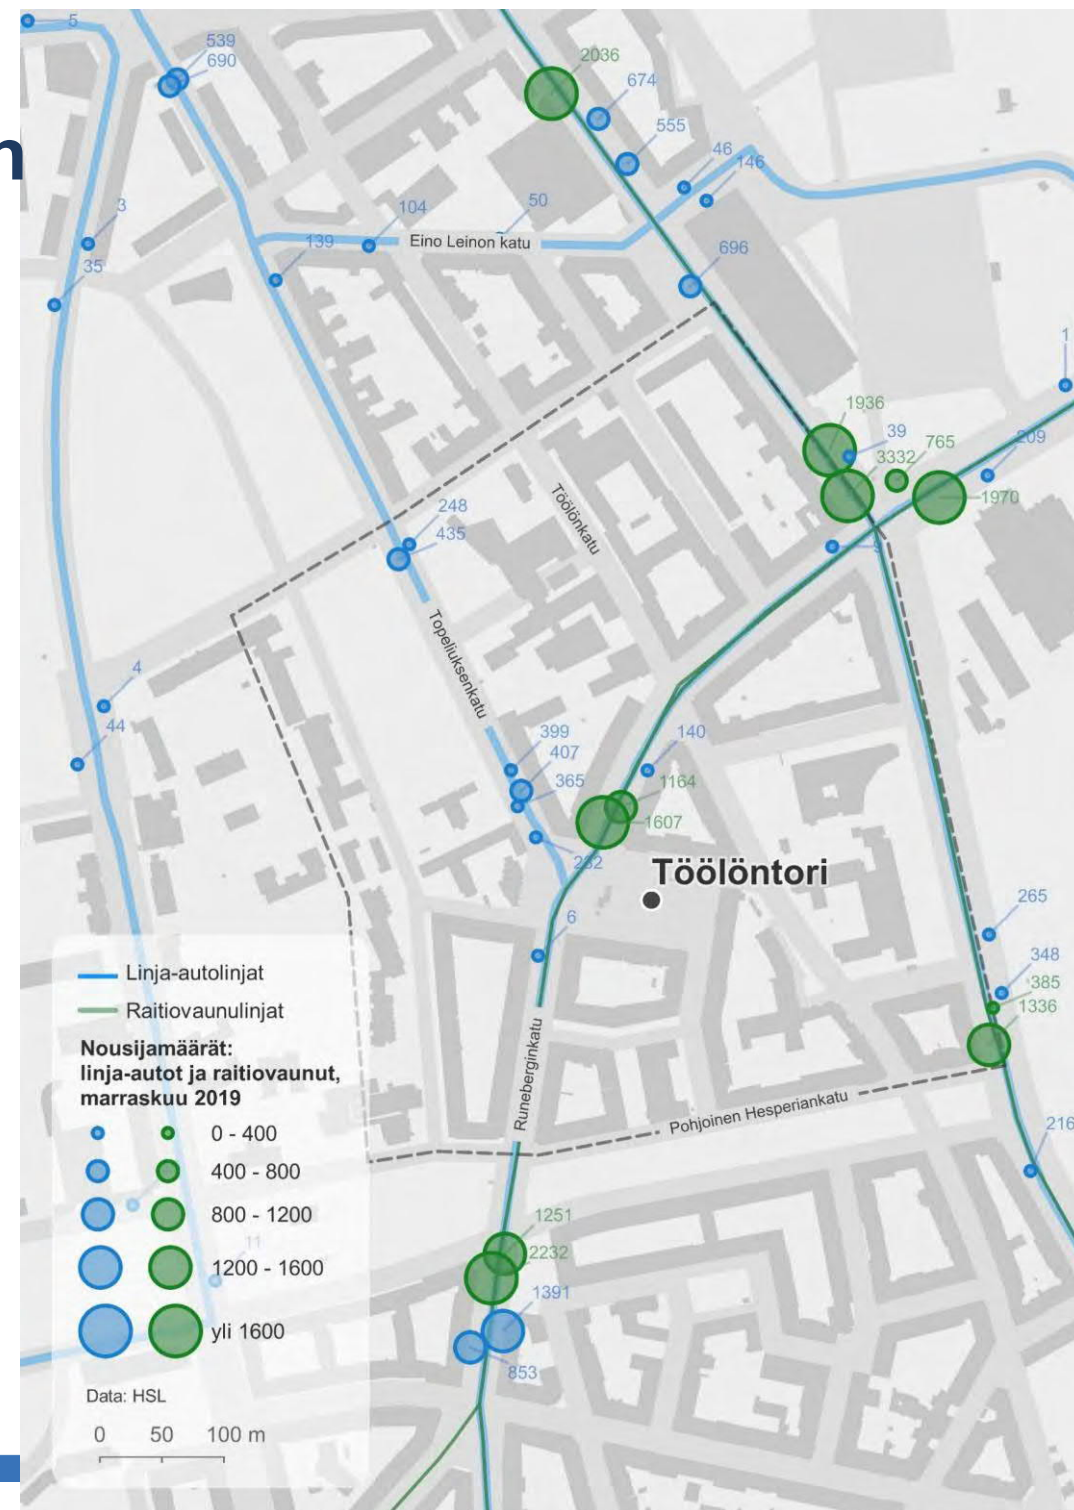 n
5
539
690
2036
674
555
46
146
3
104
50
Eino Leinon katu
139
35
696
1
1936
39
765
3332
209
1970
Töölönkatu
248
435
Topeliuksenkatu
4
44
399
407
365
140
1164
1607
232
Töölöntori
6
265
348
385
1336
Linja-autolinjat
Raitiovaunulinjat
Nousijamäärät:
linja-autot ja raitiovaunut,
marraskuu 2019
0 - 400
400 - 800
800 - 1200
1200 - 1600
yli 1600
Runeberginkatu
Pohjoinen Hesperiankatu
216
11
1251
2232
1391
853
Data: HSL
0 50 100 m